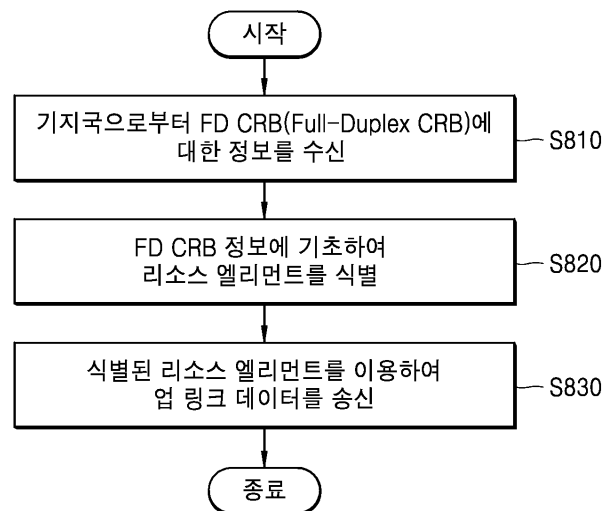 시작
기지국으로부터 FD CRB(Full-Duplex CRB)에
대한 정보를 수신
S810
FD CRB 정보에 기초하여
리소스 엘리먼트를 식별
S820
식별된 리소스 엘리먼트를 이용하여
업 링크 데이터를 송신
S830
종료